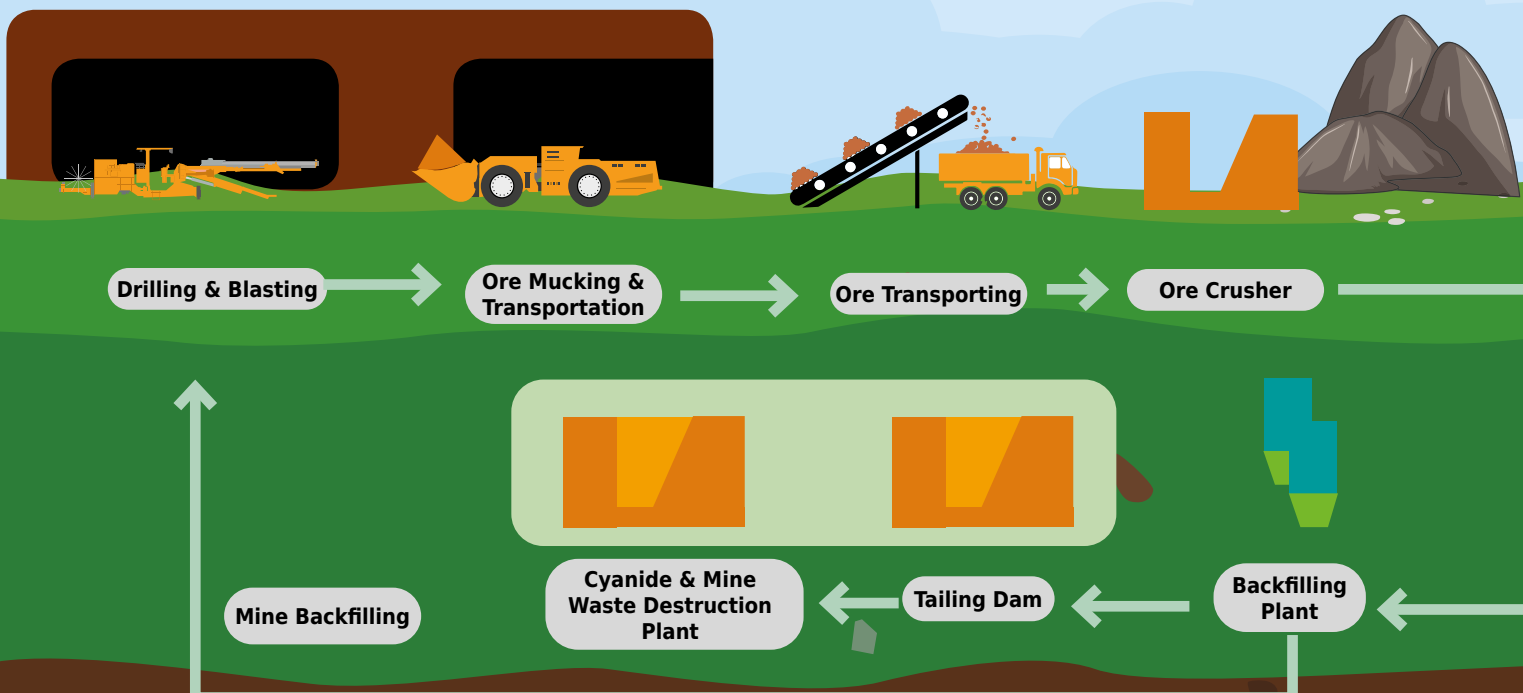 Drilling & Blasting
Ore Mucking &
Transportation
Ore Transporting
Ore Crusher
Mine Backfilling
Cyanide & Mine
Waste Destruction
Plant
Tailing Dam
Backfilling
Plant